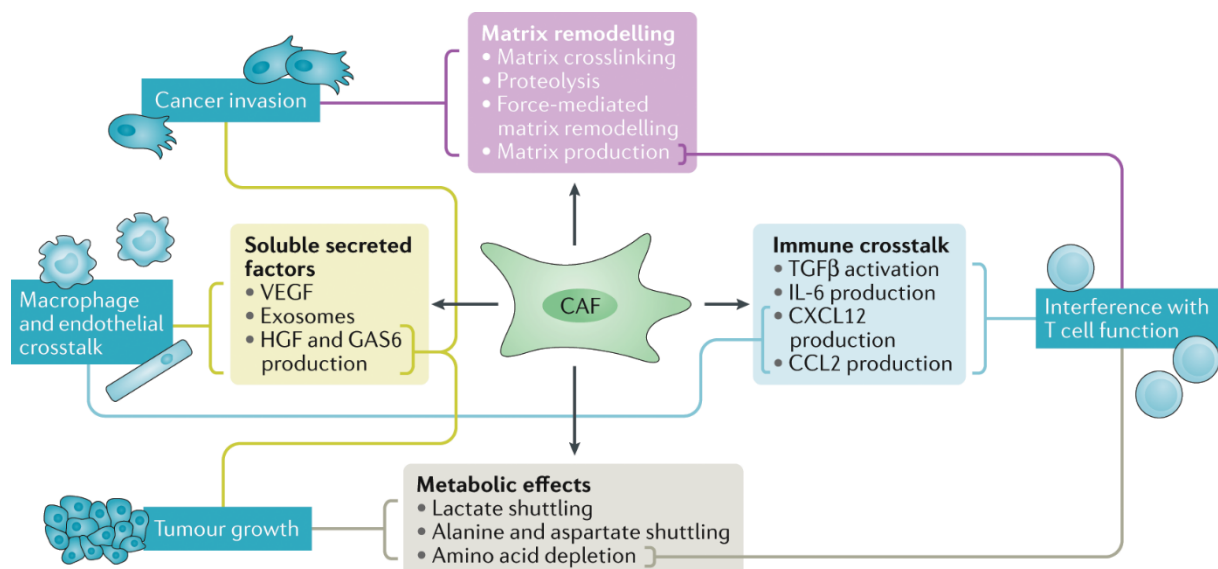 Matrix remodelling
• Matrix crosslinking
• Proteolysis
• Force-mediated
matrix remodelling
• Matrix production
Cancer invasion
Soluble secreted
factors
• VEGF
• Exosomes
• HGF and GAS6
production
Macrophage
and endothelial
crosstalk
CAF
Immune crosstalk
• TGFβ activation
• IL-6 production
• CXCL12
production
• CCL2 production
Interference with
T cell function
Metabolic effects
• Lactate shuttling
• Alanine and aspartate shuttling
• Amino acid depletion
Tumour growth